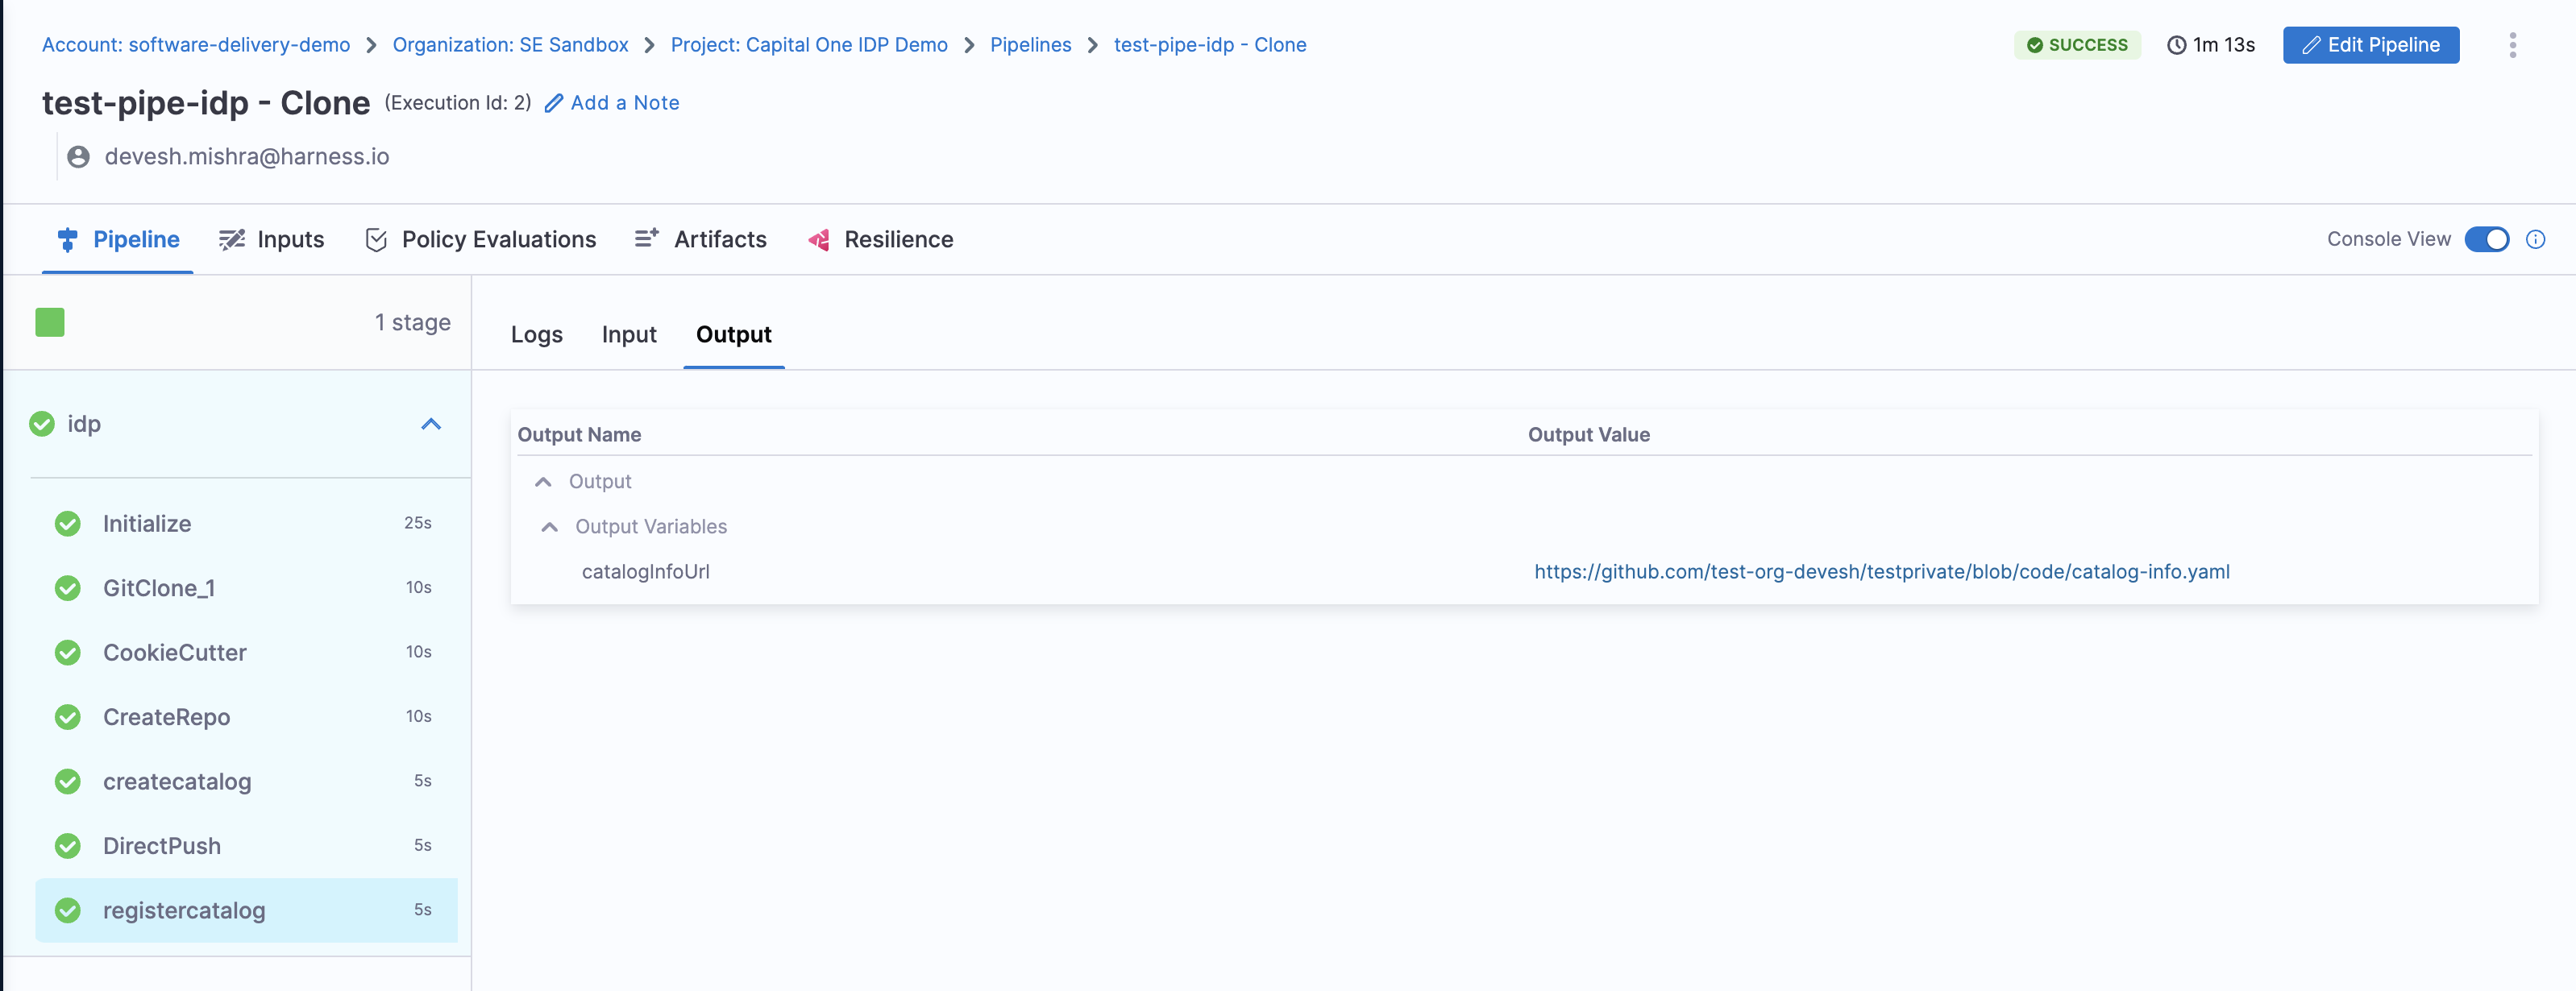 Account: software-delivery-demo > Organization: SE Sandbox > Project: Capital One IDP Demo > Pipelines > test-pipe-idp - Clone
SUCCESS 1m 13s Edit Pipeline
test-pipe-idp - Clone (Execution Id: 2) Add a Note
devesh.mishra@harness.io
Pipeline Inputs Policy Evaluations Artifacts Resilience
Console View
1 stage
Logs Input Output
idp
Initialize 25s
GitClone_1 10s
CookieCutter 10s
CreateRepo 10s
createcatalog 5s
DirectPush 5s
registercatalog 5s
Output Name Output Value
Output
Output Variables
catalogInfoUrl https://github.com/test-org-devesh/testprivate/blob/code/catalog-info.yaml